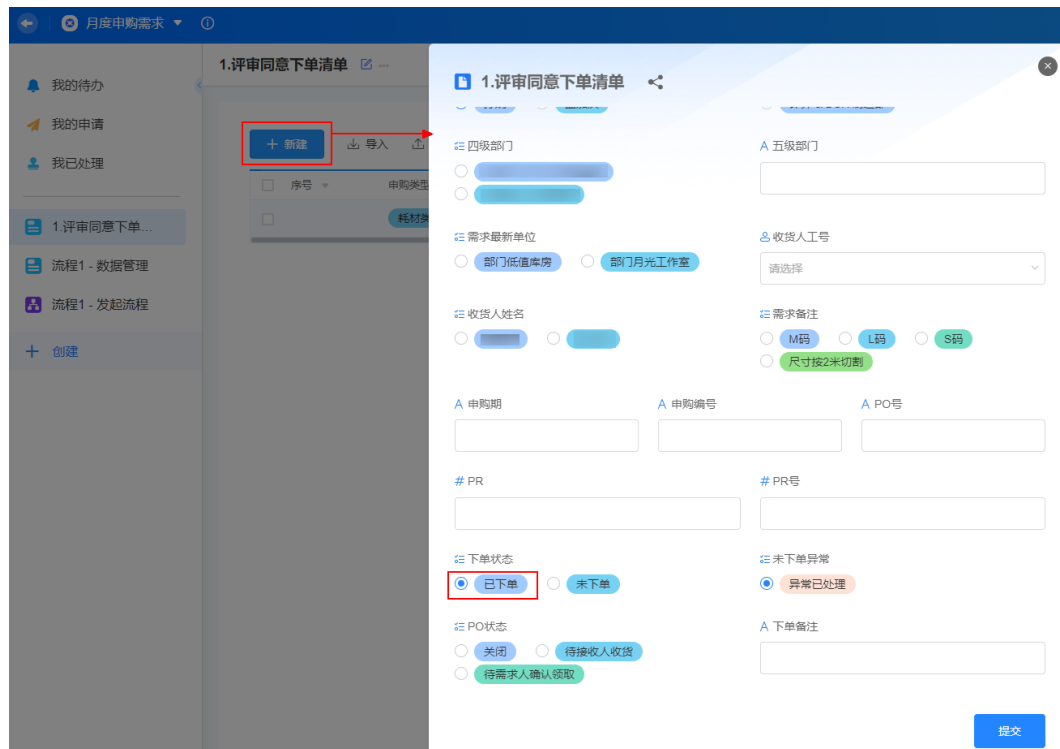 月度申购需求
我的待办
我的申请
我已处理
1.评审同意下单...
流程1 - 数据管理
流程1 - 发起流程
创建
1.评审同意下单清单
新建
导入
序号
申购类型
耗材类
1.评审同意下单清单
四级部门
A 五级部门
需求最新单位
收货人工号
部门低值库房 部门月光工作室
请选择
收货人姓名
需求备注
M码 L码 S码
尺寸按2米切割
A 申购期 A 申购编号 A PO号
# PR # PR号
下单状态 未下单异常
已下单 未下单 异常已处理
PO状态 A 下单备注
关闭 待接收人收货
待需求人确认领取
提交